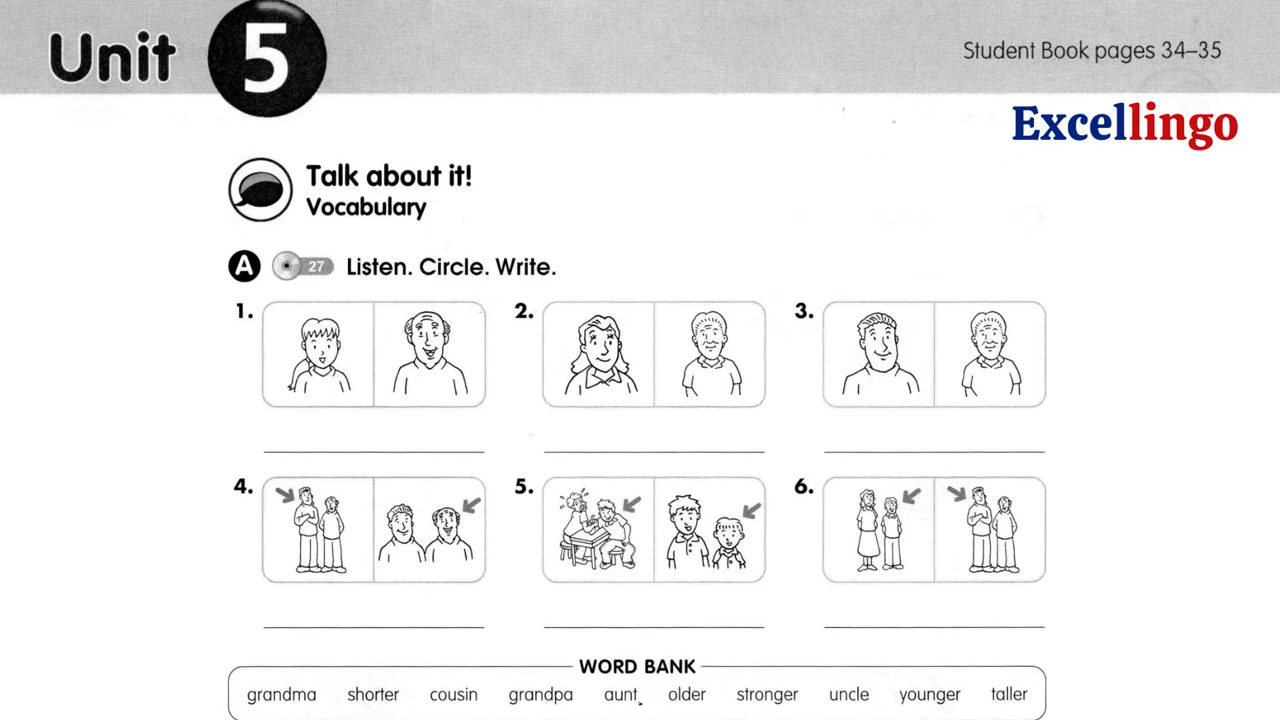 Unit 5
Student Book pages 34–35
Excellingo
Talk about it!
Vocabulary
A 27 Listen. Circle. Write.
1. 2. 3.
4. 5. 6.
WORD BANK
grandma shorter cousin grandpa aunt older stronger uncle younger taller